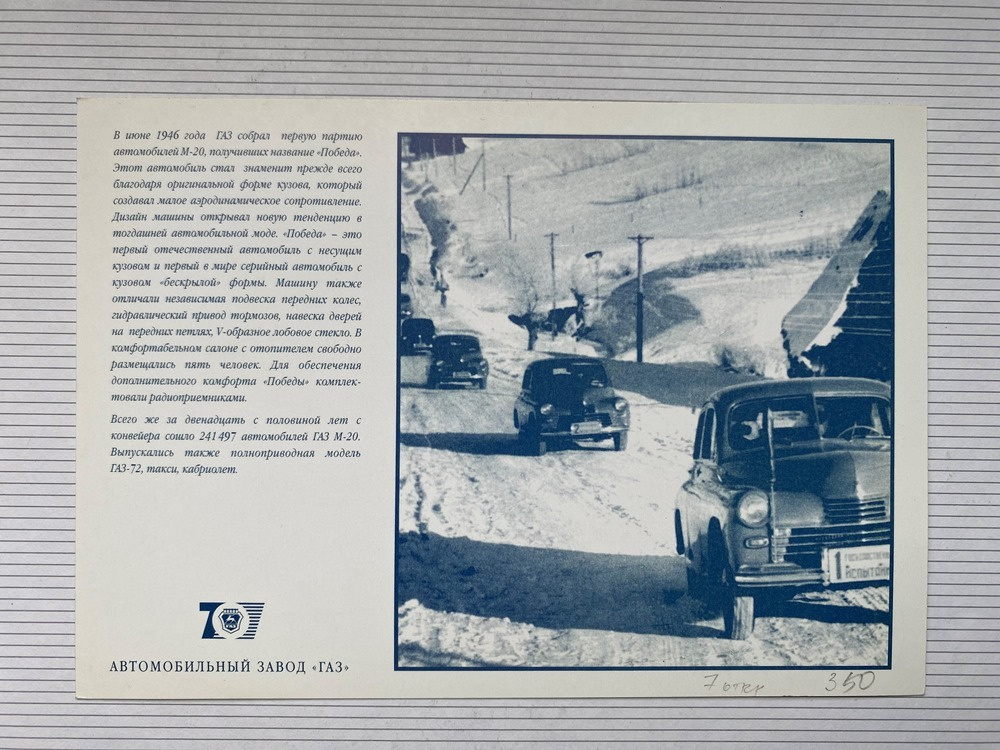 В июне 1946 года ГАЗ собрал первую партию
автомобилей М-20, получивших название «Победа».
Этот автомобиль стал знаменит прежде всего
благодаря оригинальной форме кузова, который
создавал малое аэродинамическое сопротивление.
Дизайн машины открывал новую тенденцию в
тогдашней автомобильной моде. «Победа» – это
первый отечественный автомобиль с несущим
кузовом и первый в мире серийный автомобиль с
кузовом «бескрылой» формы. Машину также
отличали независимая подвеска передних колес,
гидравлический привод тормозов, навеска дверей
на передних петлях, V-образное лобовое стекло. В
комфортабельном салоне с отопителем свободно
размещались пять человек. Для обеспечения
дополнительного комфорта «Победы» комплек-
товали радиоприемниками.
Всего же за двенадцать с половиной лет с
конвейера сошло 241497 автомобилей ГАЗ М-20.
Выпускались также полноприводная модель
ГАЗ-72, такси, кабриолет.
70
ГАЗ
АВТОМОБИЛЬНЫЙ ЗАВОД «ГАЗ»
1 ГОСУДАРСТВЕН
ИСПЫТАНИ
7 откр 350